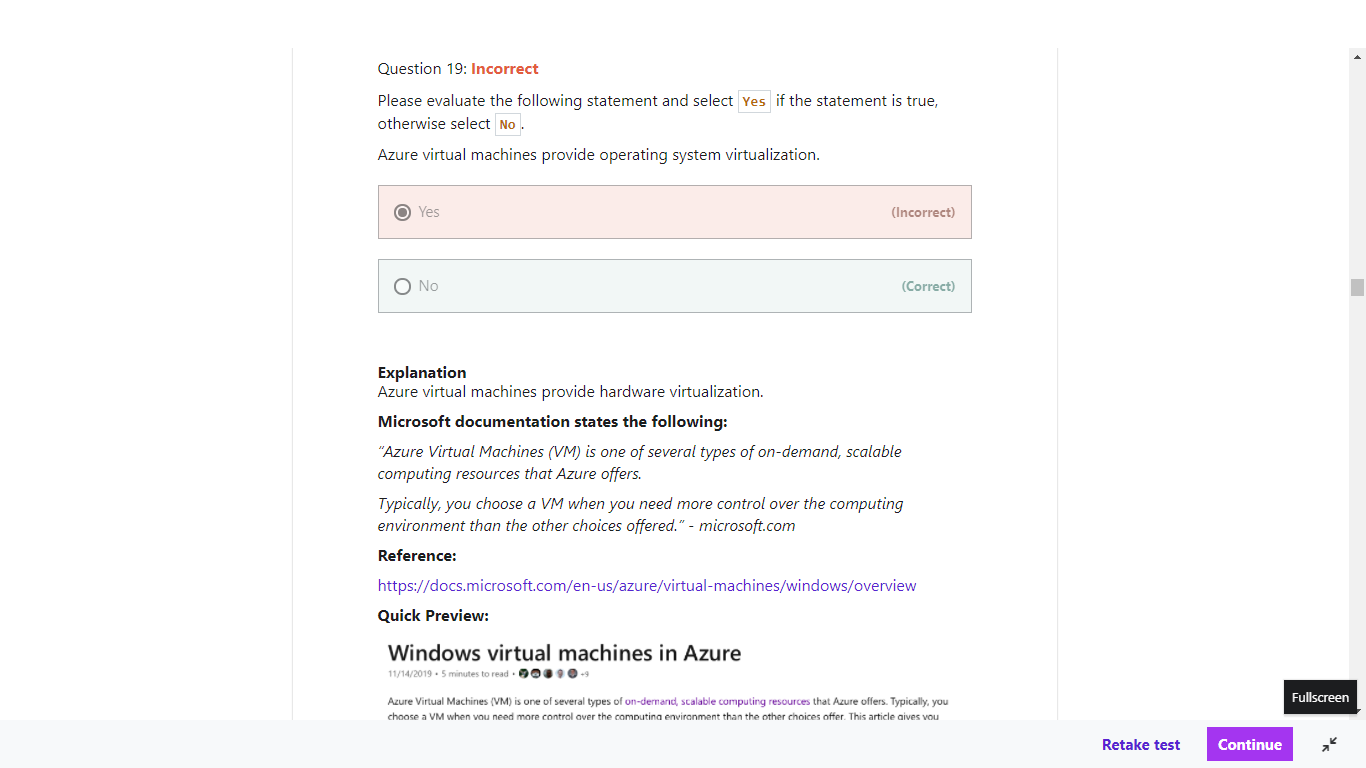 Question 19: Incorrect
Please evaluate the following statement and select Yes if the statement is true,
otherwise select No.
Azure virtual machines provide operating system virtualization.
Yes (Incorrect)
No (Correct)
Explanation
Azure virtual machines provide hardware virtualization.
Microsoft documentation states the following:
“Azure Virtual Machines (VM) is one of several types of on-demand, scalable
computing resources that Azure offers.
Typically, you choose a VM when you need more control over the computing
environment than the other choices offered.” - microsoft.com
Reference:
https://docs.microsoft.com/en-us/azure/virtual-machines/windows/overview
Quick Preview:
Windows virtual machines in Azure
11/14/2019 • 5 minutes to read • +9
Azure Virtual Machines (VM) is one of several types of on-demand, scalable computing resources that Azure offers. Typically, you
choose a VM when you need more control over the computing environment than the other choices offer. This article gives you
Fullscreen
Retake test Continue